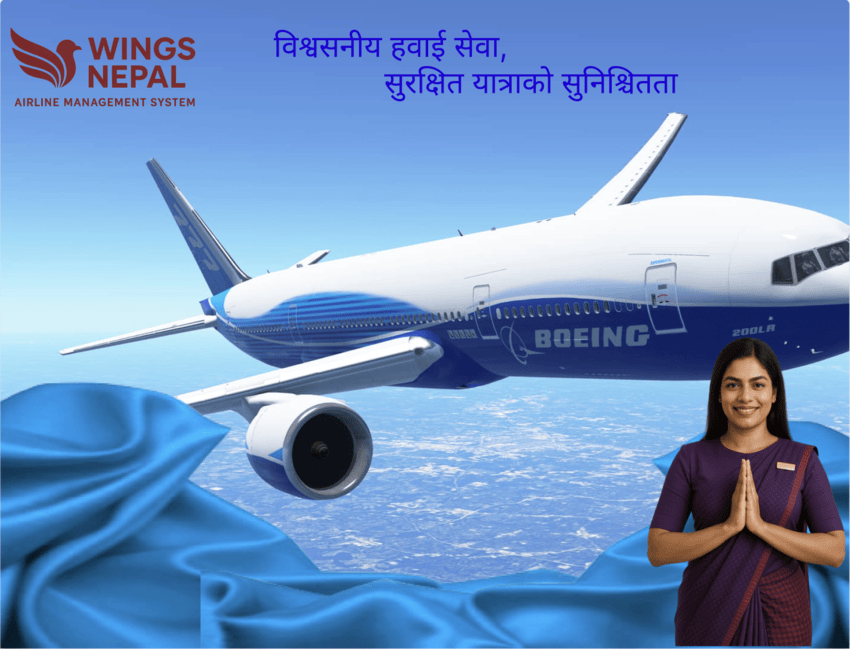 WINGS
NEPAL
AIRLINE MANAGEMENT SYSTEM
विश्वसनीय हवाई सेवा,
सुरक्षित यात्राको सुनिश्चितता
BOEING
200LR